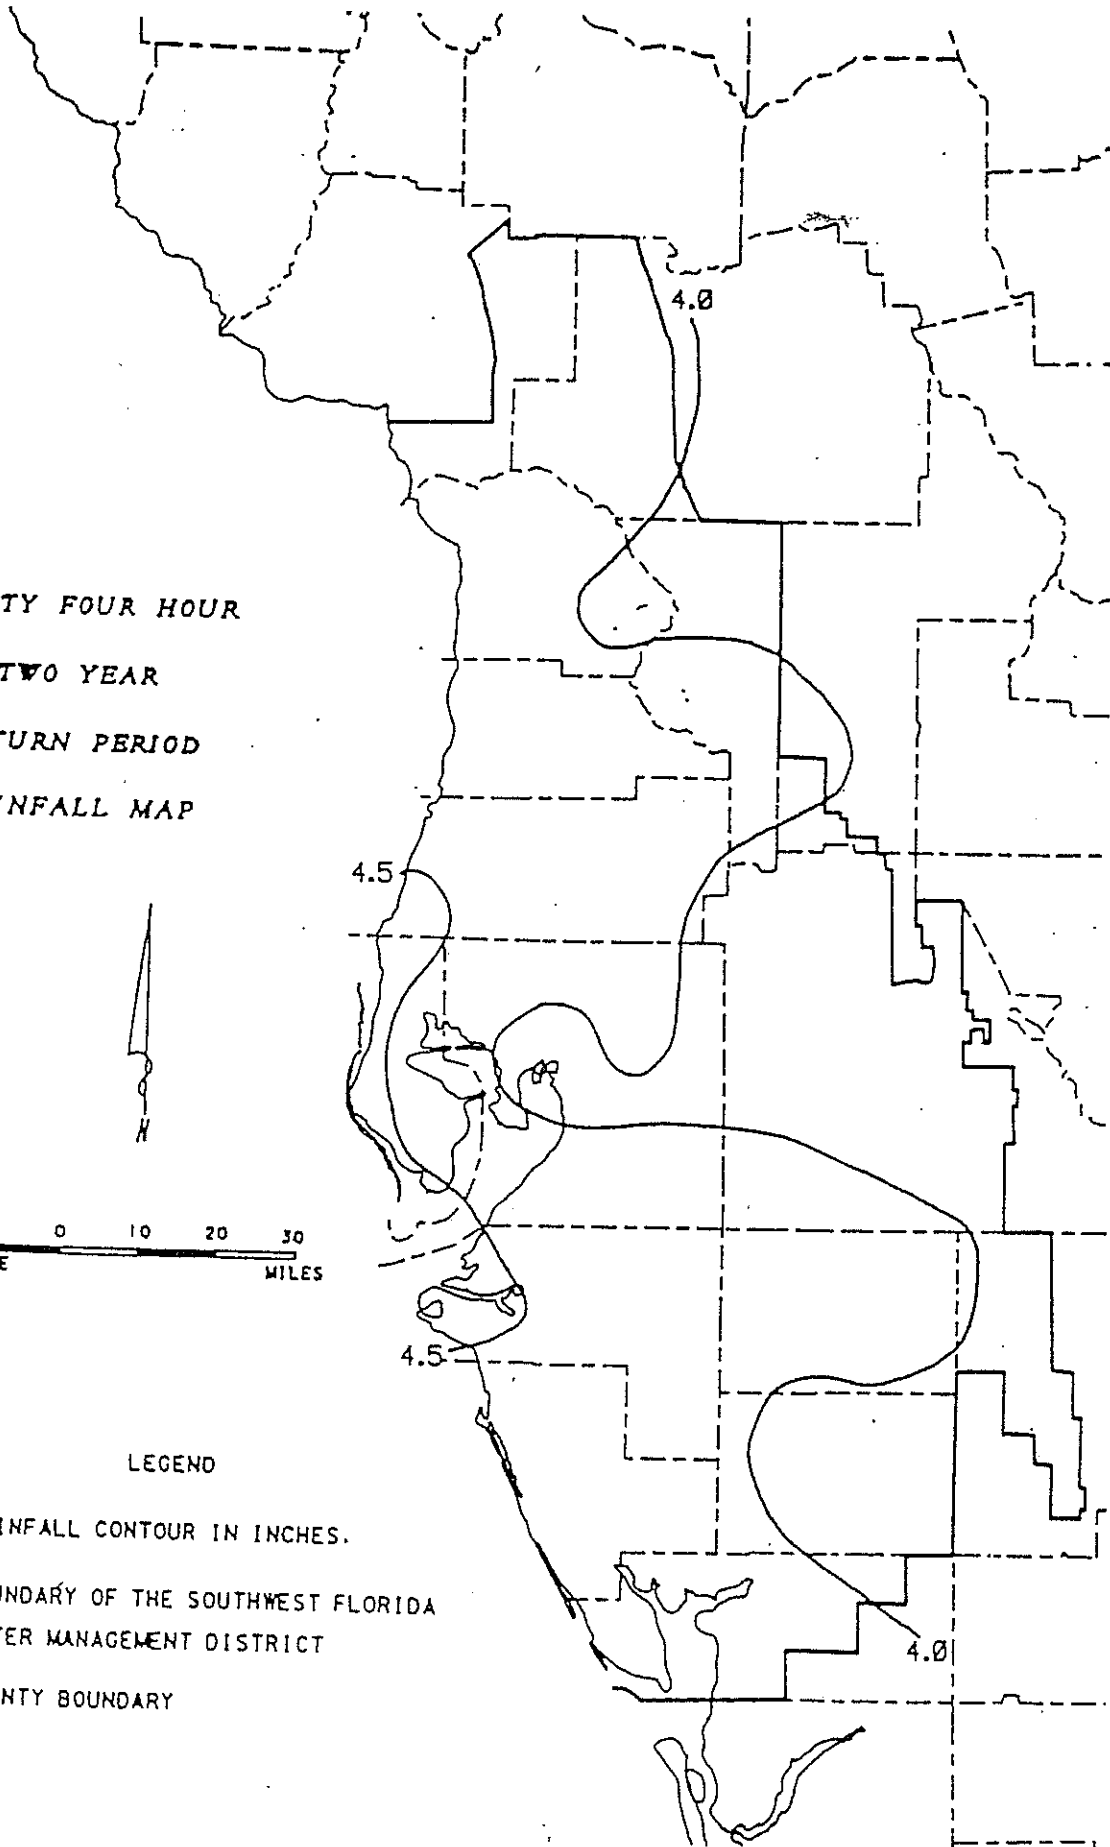 TY FOUR HOUR
TWO YEAR
TURN PERIOD
NFALL MAP
4.0
4.5
N
0 10 20 30
E MILES
4.5
LEGEND
INFALL CONTOUR IN INCHES.
UNDARY OF THE SOUTHWEST FLORIDA
TER MANAGEMENT DISTRICT
NTY BOUNDARY
4.0